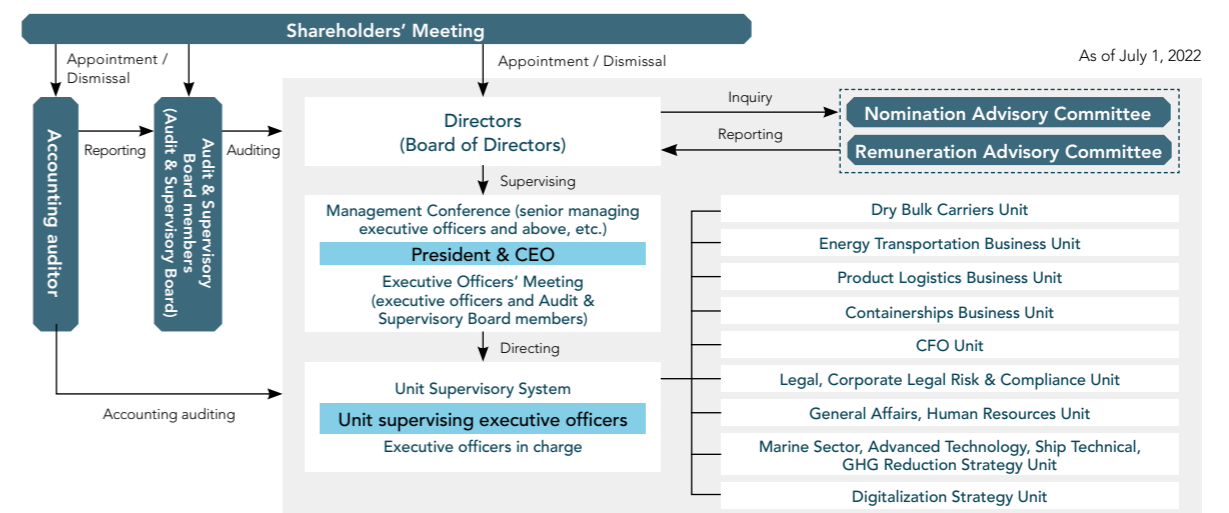 Shareholders' Meeting
As of July 1, 2022
Appointment /
Dismissal
Appointment / Dismissal
Accounting auditor
Reporting
Audit & Supervisory
Board members
(Audit & Supervisory Board)
Auditing
Directors
(Board of Directors)
Inquiry
Reporting
Nomination Advisory Committee
Remuneration Advisory Committee
Supervising
Management Conference (senior managing
executive officers and above, etc.)
President & CEO
Executive Officers' Meeting
(executive officers and Audit &
Supervisory Board members)
Directing
Accounting auditing
Unit Supervisory System
Unit supervising executive officers
Executive officers in charge
Dry Bulk Carriers Unit
Energy Transportation Business Unit
Product Logistics Business Unit
Containerships Business Unit
CFO Unit
Legal, Corporate Legal Risk & Compliance Unit
General Affairs, Human Resources Unit
Marine Sector, Advanced Technology, Ship Technical,
GHG Reduction Strategy Unit
Digitalization Strategy Unit